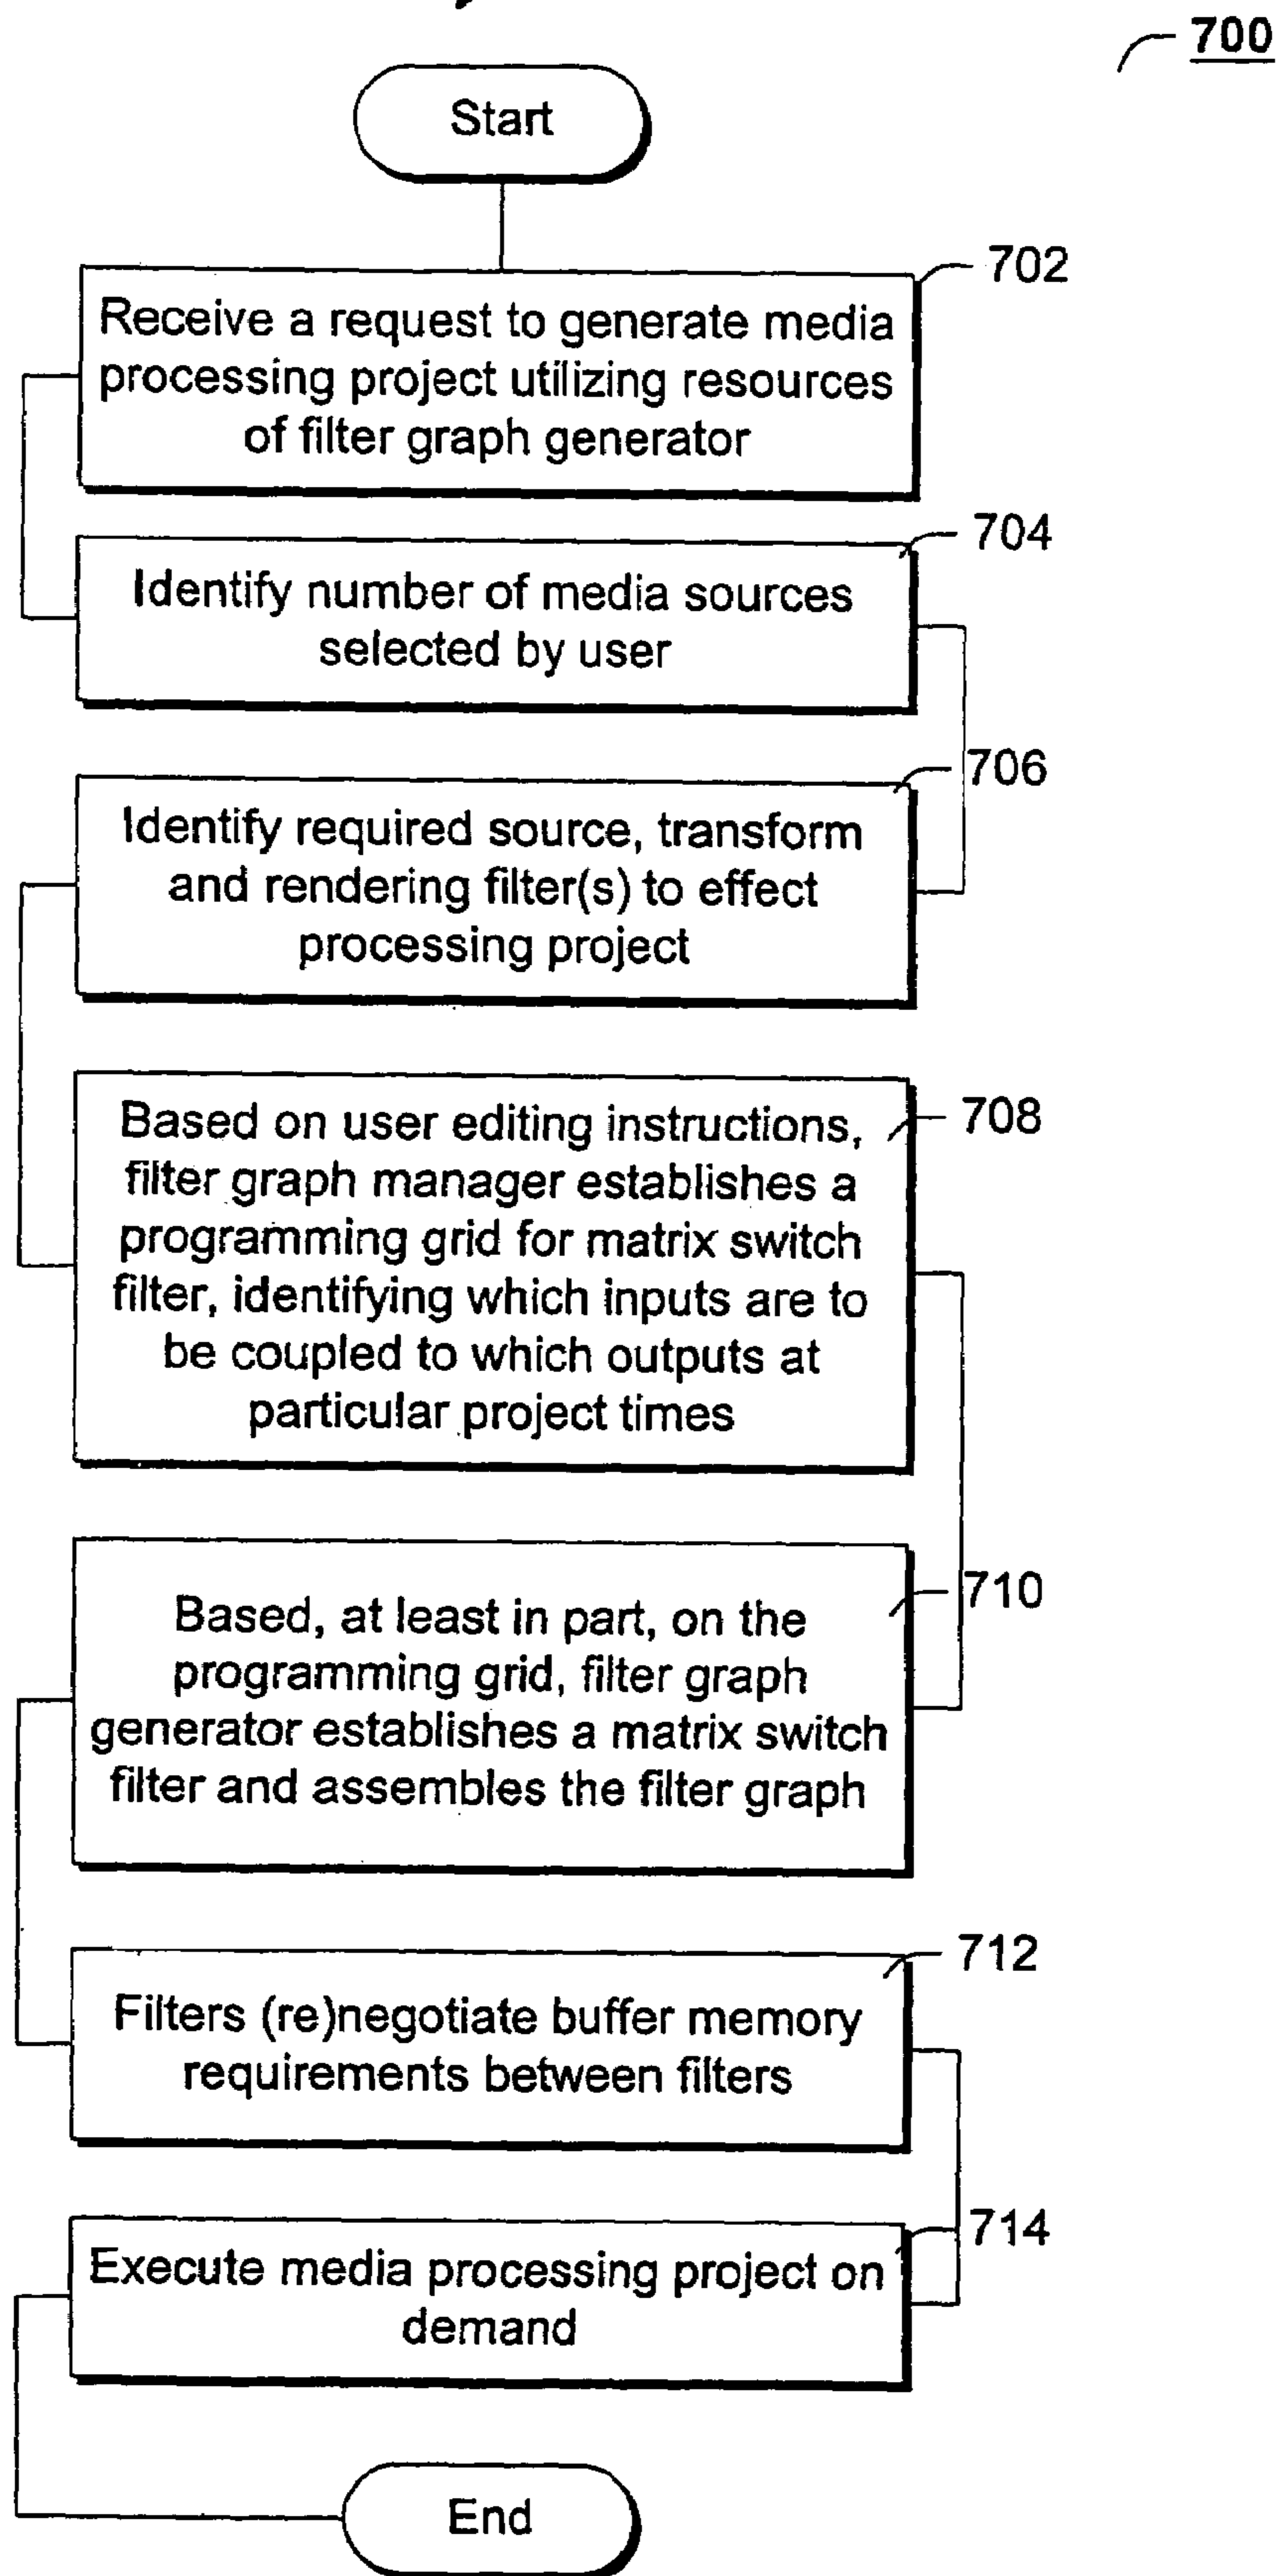 700
Start
702
Receive a request to generate media
processing project utilizing resources
of filter graph generator
704
Identify number of media sources
selected by user
706
Identify required source, transform
and rendering filter(s) to effect
processing project
708
Based on user editing instructions,
filter graph manager establishes a
programming grid for matrix switch
filter, identifying which inputs are to
be coupled to which outputs at
particular project times
710
Based, at least in part, on the
programming grid, filter graph
generator establishes a matrix switch
filter and assembles the filter graph
712
Filters (re)negotiate buffer memory
requirements between filters
714
Execute media processing project on
demand
End